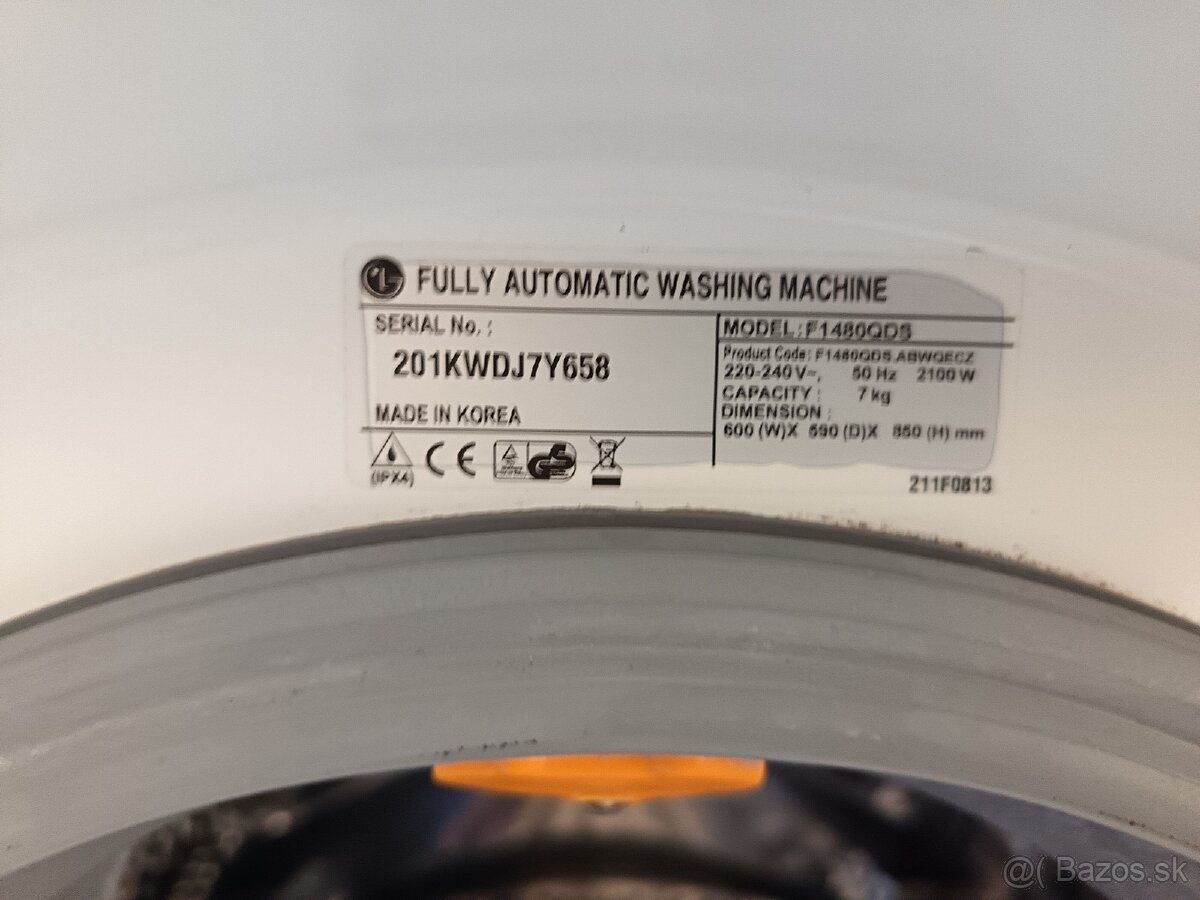 LG FULLY AUTOMATIC WASHING MACHINE
SERIAL No. :
201KWDJ7Y658
MADE IN KOREA
(IPX4)
CE
GS
MODEL : F1480QDS
Product Code : F1480QDS.ABWQECZ
220-240 V~, 50 Hz 2100 W
CAPACITY : 7 kg
DIMENSION :
600 (W)X 590 (D)X 850 (H) mm
211F0813
@( Bazos.sk